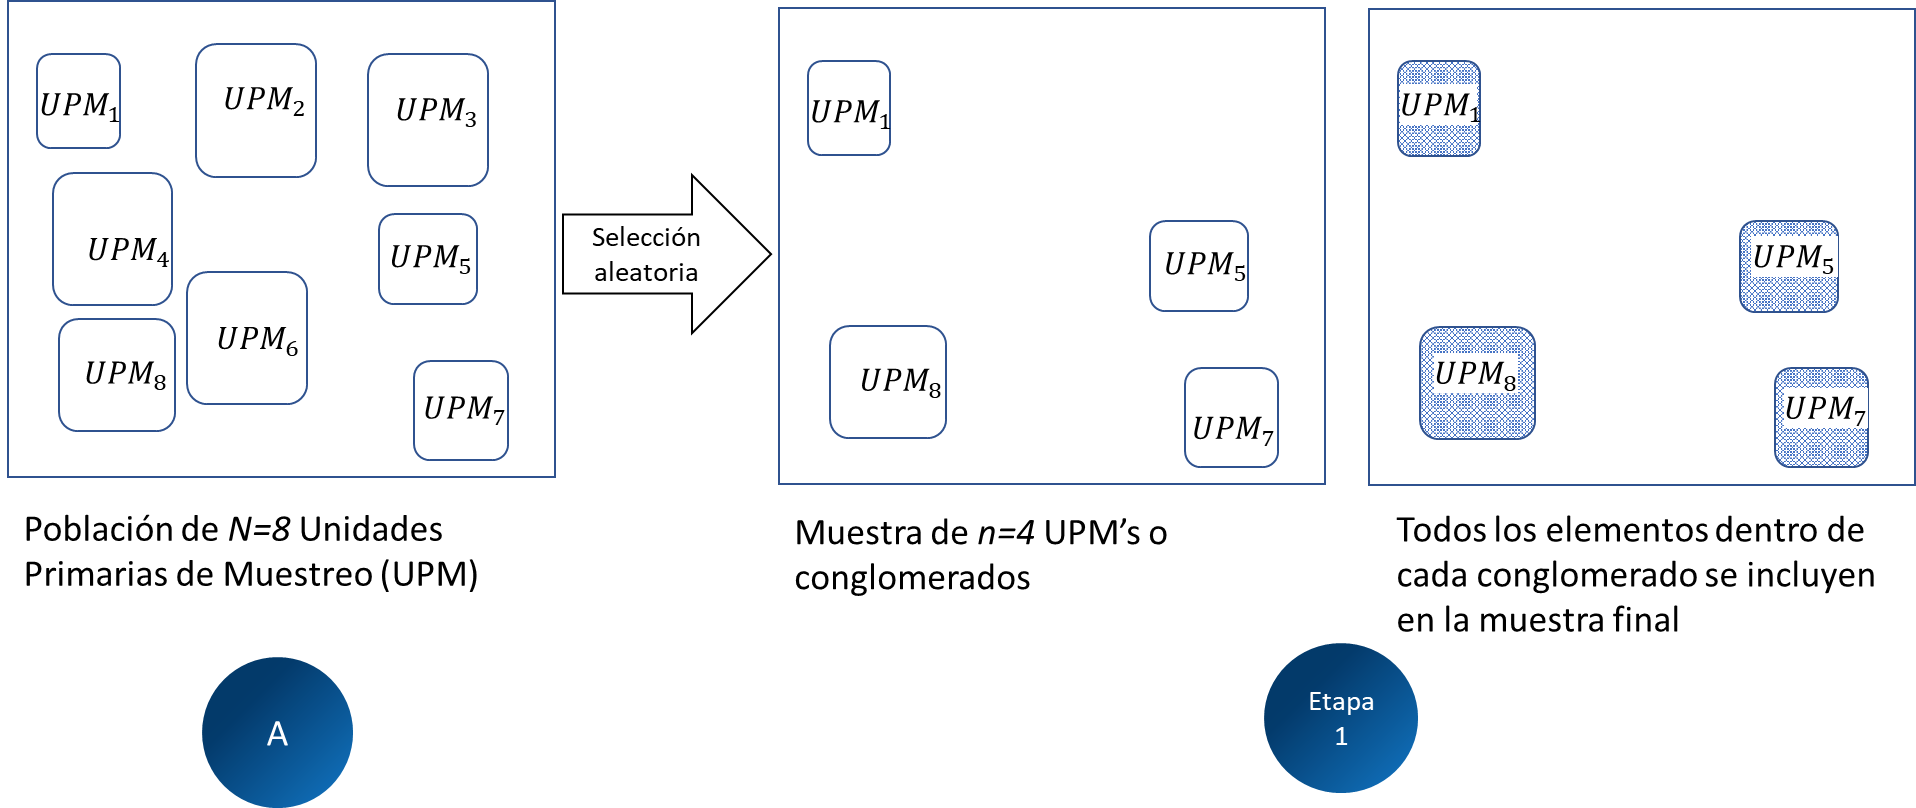 UPM₁
UPM₂
UPM₃
UPM₄
UPM₅
UPM₆
UPM₈
UPM₇
Población de N=8 Unidades
Primarias de Muestreo (UPM)
A
Selección
aleatoria
UPM₁
UPM₅
UPM₈
UPM₇
Muestra de n=4 UPM’s o
conglomerados
UPM₁
UPM₅
UPM₈
UPM₇
Todos los elementos dentro de
cada conglomerado se incluyen
en la muestra final
Etapa
1